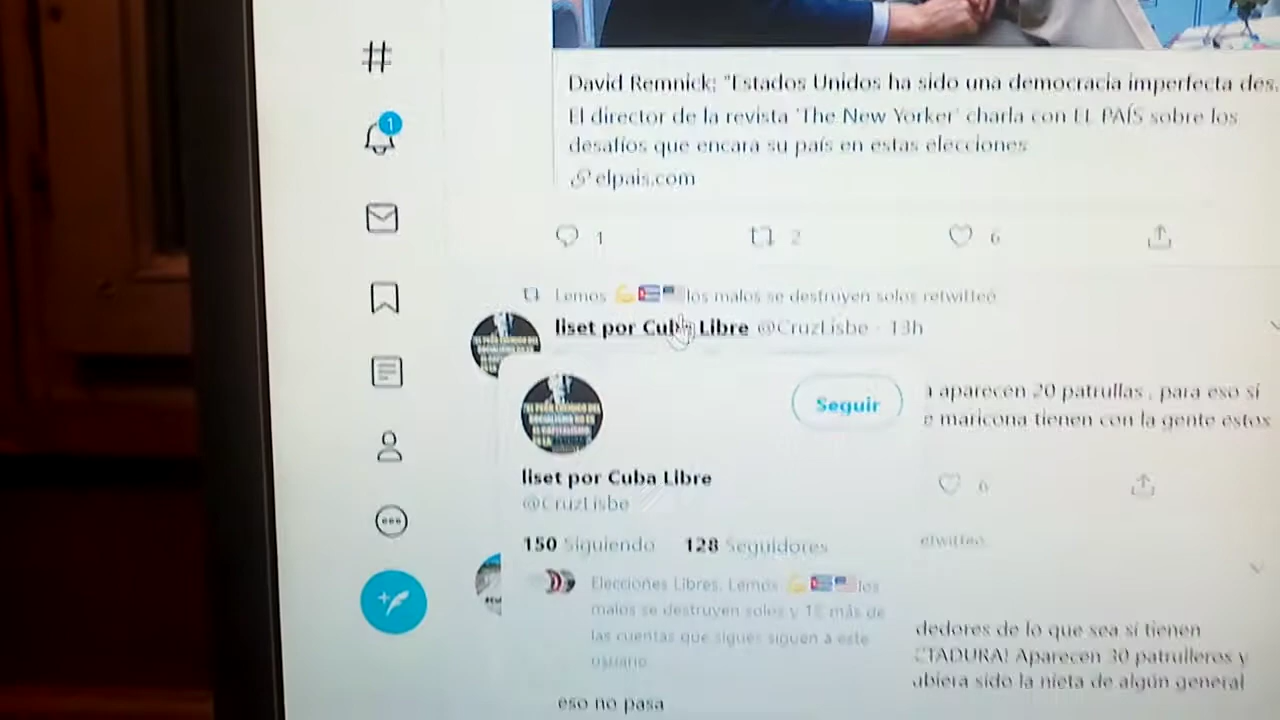 David Remnick: "Estados Unidos ha sido una democracia imperfecta des.
El director de la revista 'The New Yorker' charla con EL PAÍS sobre los
desafíos que encara su país en estas elecciones
elpais.com
1
1 2 6
Lemos 💪🇨🇺🇺🇸los malos se destruyen solos retwitteó
liset por Cuba Libre @CruzLisbe · 13h
Seguir
aparecen 20 patrullas , para eso sí
e maricona tienen con la gente estos
liset por Cuba Libre
@CruzLisbe
6
150 Siguiendo 128 Seguidores
etwitteó
Elecciones Libres, Lemos 💪🇨🇺🇺🇸los
malos se destruyen solos y más de
las cuentas que sigues siguen a este
usuario
dedores de lo que sea sí tienen
CTADURA! Aparecen 30 patrulleros y
ubiera sido la nieta de algún general
eso no pasa